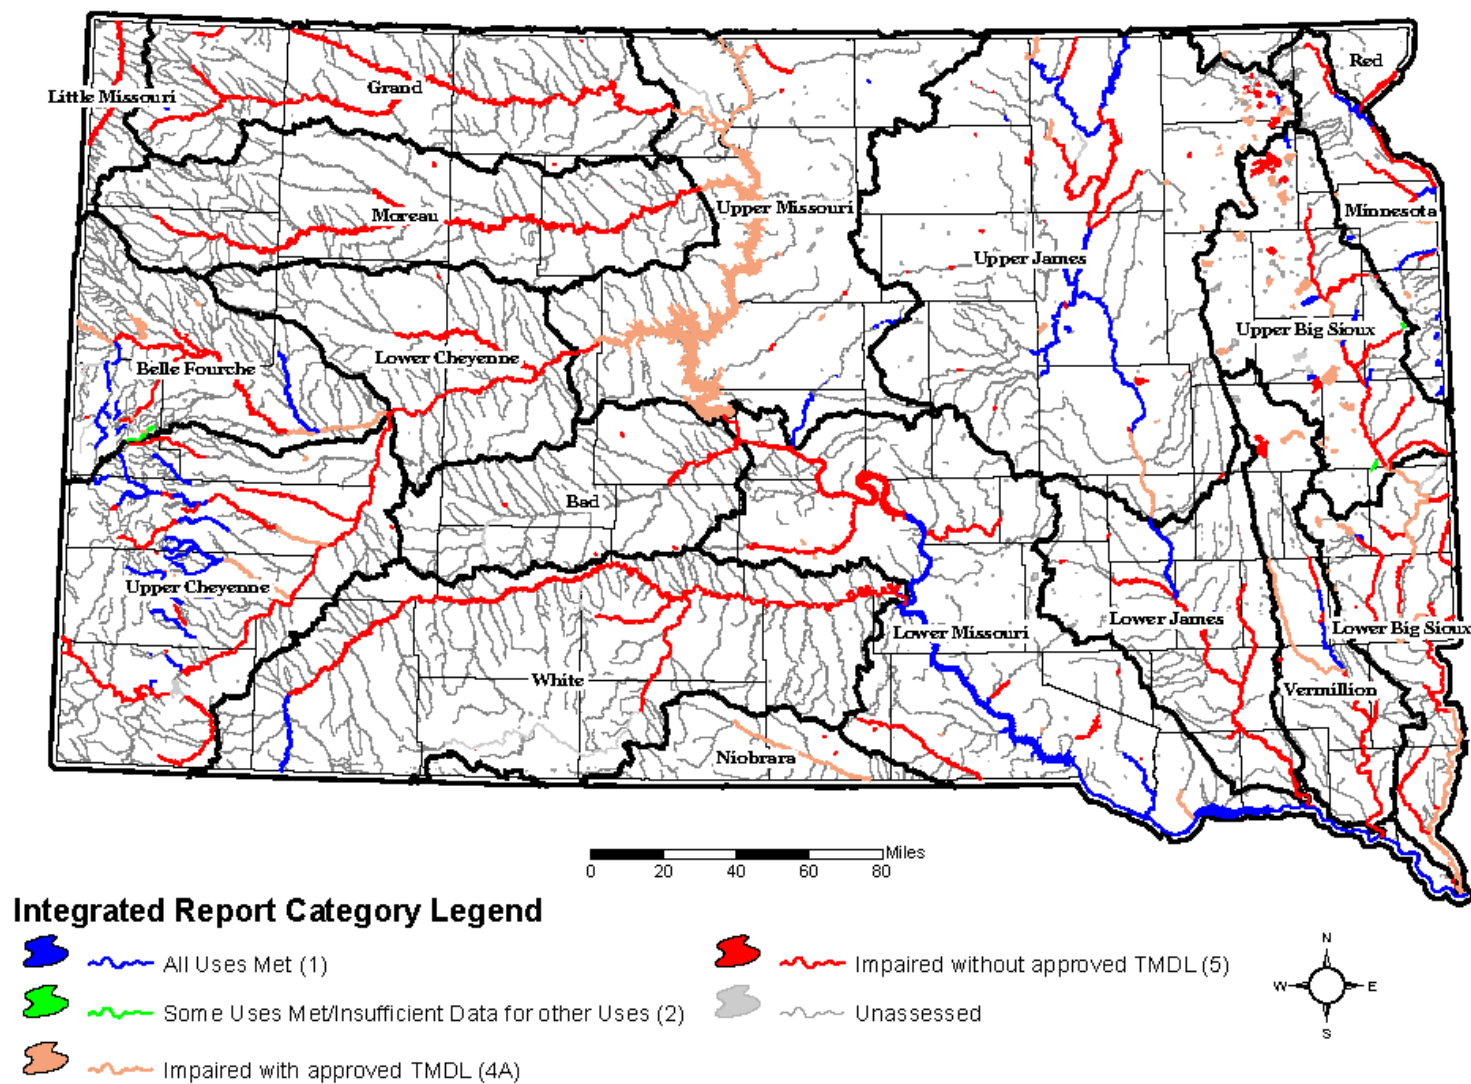 Red
Little Missouri
Grand
Moreau
Upper Missouri
Minnesota
Upper James
Upper Big Sioux
Lower Cheyenne
Belle Fourche
Bad
Upper Cheyenne
Lower James
Lower Missouri
Lower Big Sioux
White
Vermillion
Niobrara
Miles
0 20 40 60 80
Integrated Report Category Legend
All Uses Met (1)
Some Uses Met/Insufficient Data for other Uses (2)
Impaired with approved TMDL (4A)
Impaired without approved TMDL (5)
Unassessed
N
W E
S